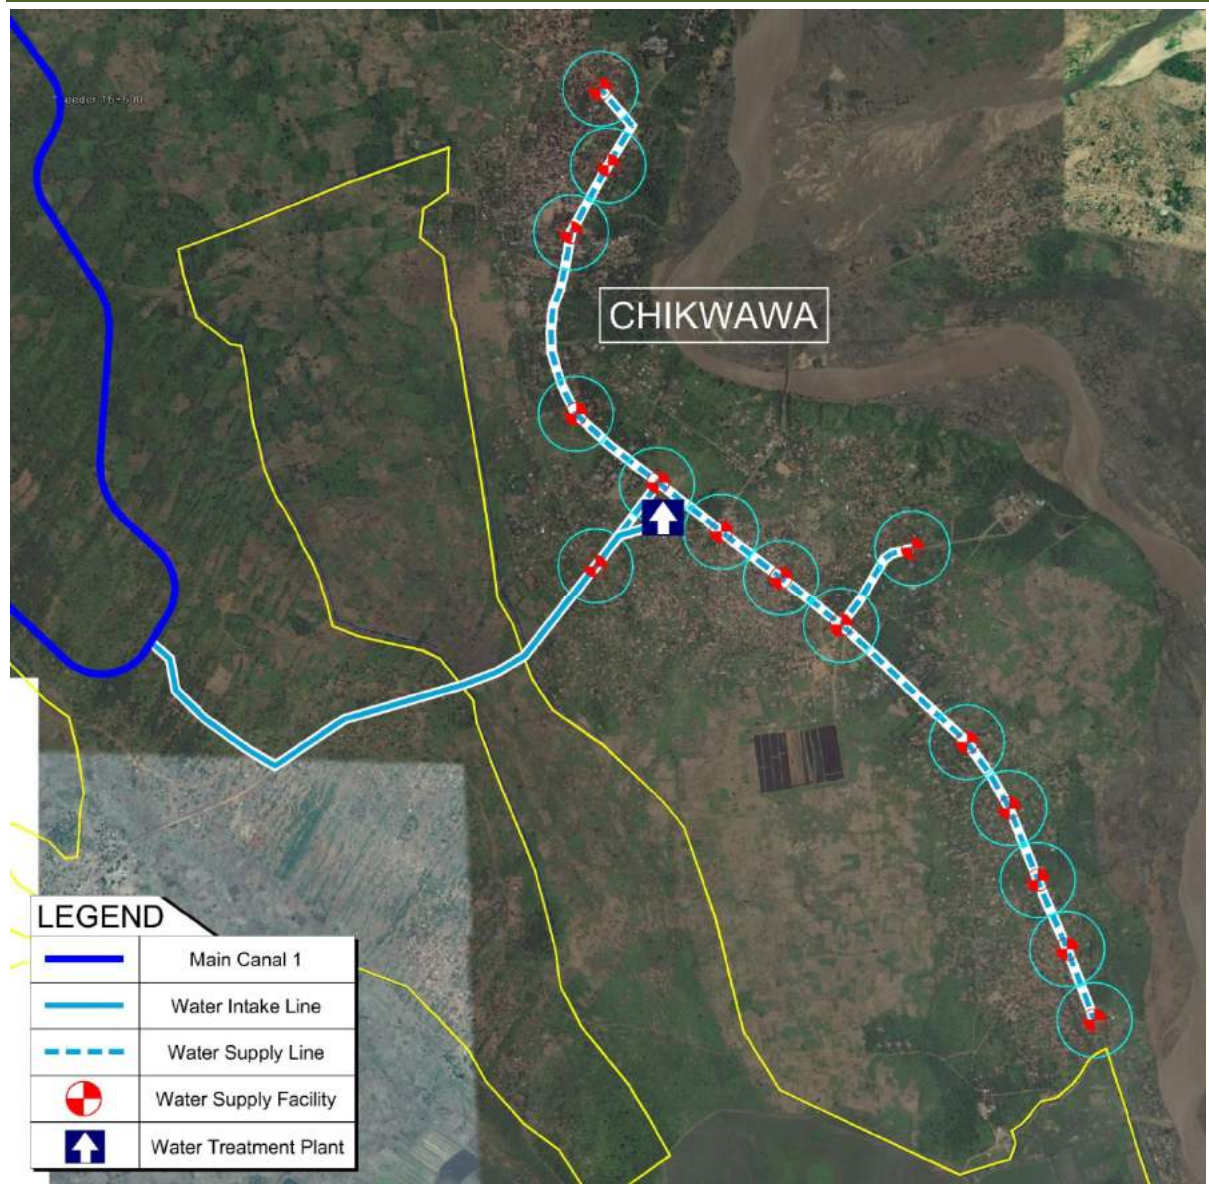 CHIKWAWA
LEGEND
Main Canal 1
Water Intake Line
Water Supply Line
Water Supply Facility
Water Treatment Plant